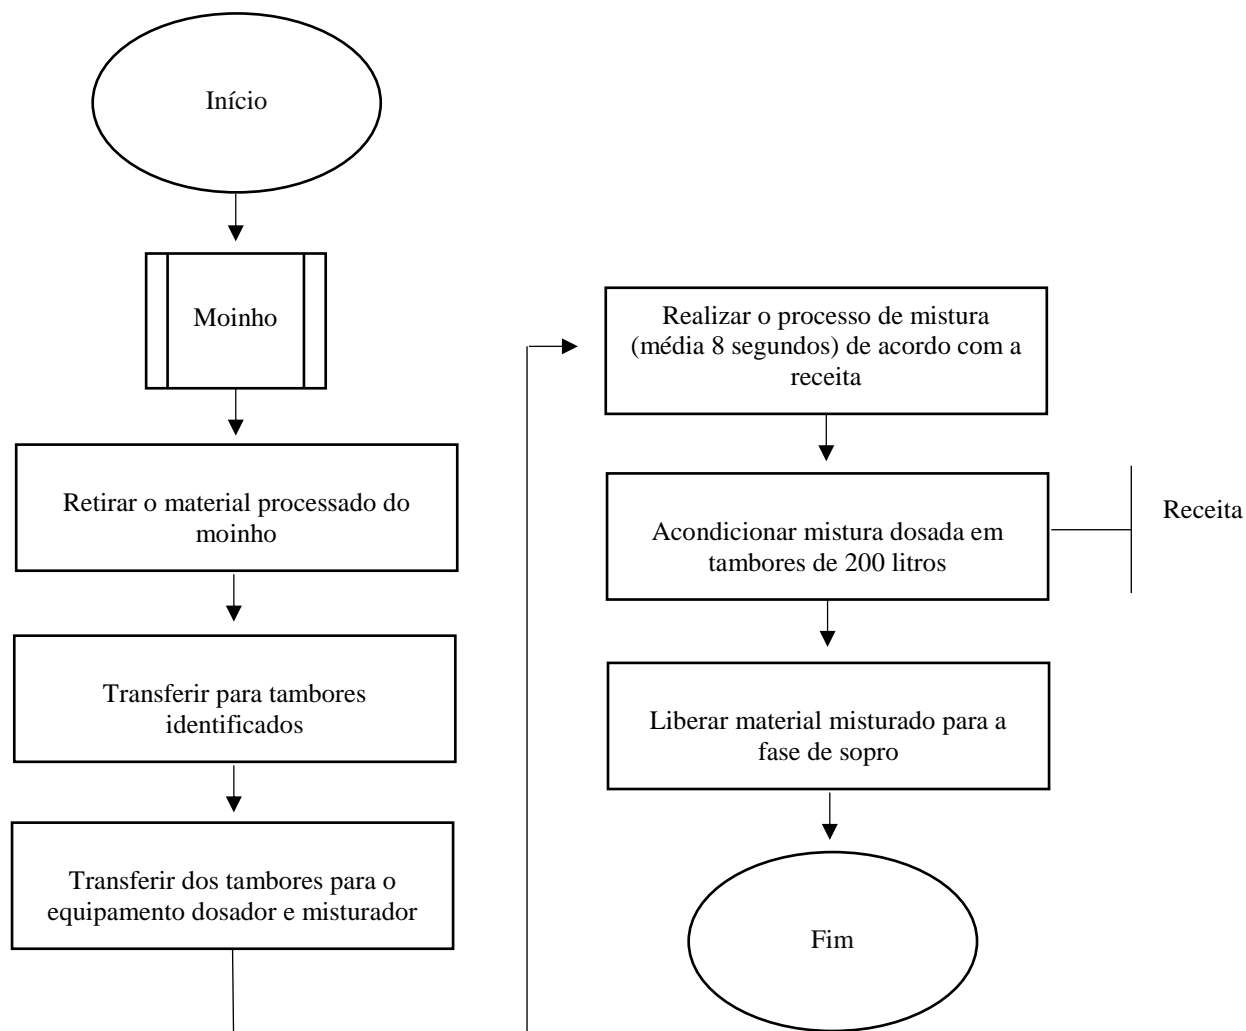 Início
Moinho
Retirar o material processado do
moinho
Transferir para tambores
identificados
Transferir dos tambores para o
equipamento dosador e misturador
Realizar o processo de mistura
(média 8 segundos) de acordo com a
receita
Acondicionar mistura dosada em
tambores de 200 litros
Receita
Liberar material misturado para a
fase de sopro
Fim